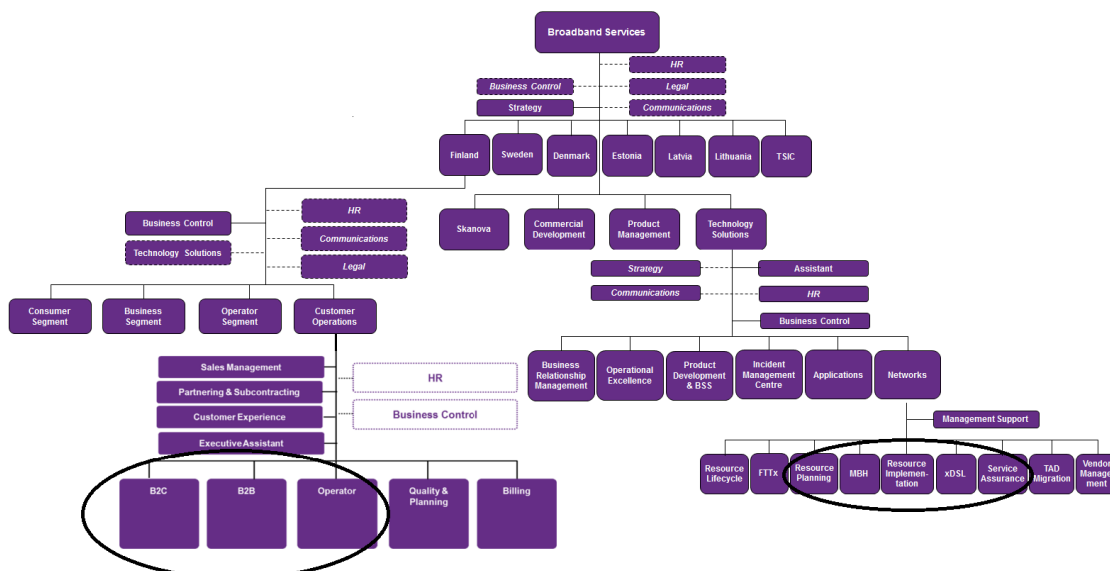 Broadband Services
HR
Business Control
Legal
Strategy
Communications
Finland
Sweden
Denmark
Estonia
Latvia
Lithuania
TSIC
Skanova
Commercial
Development
Product
Management
Technology
Solutions
Business Control
HR
Communications
Technology Solutions
Legal
Strategy
Assistant
Communications
HR
Business Control
Consumer
Segment
Business
Segment
Operator
Segment
Customer
Operations
Sales Management
Partnering & Subcontracting
Customer Experience
Executive Assistant
HR
Business Control
Business
Relationship
Management
Operational
Excellence
Product
Development
& BSS
Incident
Management
Centre
Applications
Networks
Management Support
B2C
B2B
Operator
Quality &
Planning
Billing
Resource
Lifecycle
FTTx
Resource
Planning
MBH
Resource
Implemen-
tation
xDSL
Service
Assurance
TAD
Migration
Vendor
Manage
ment